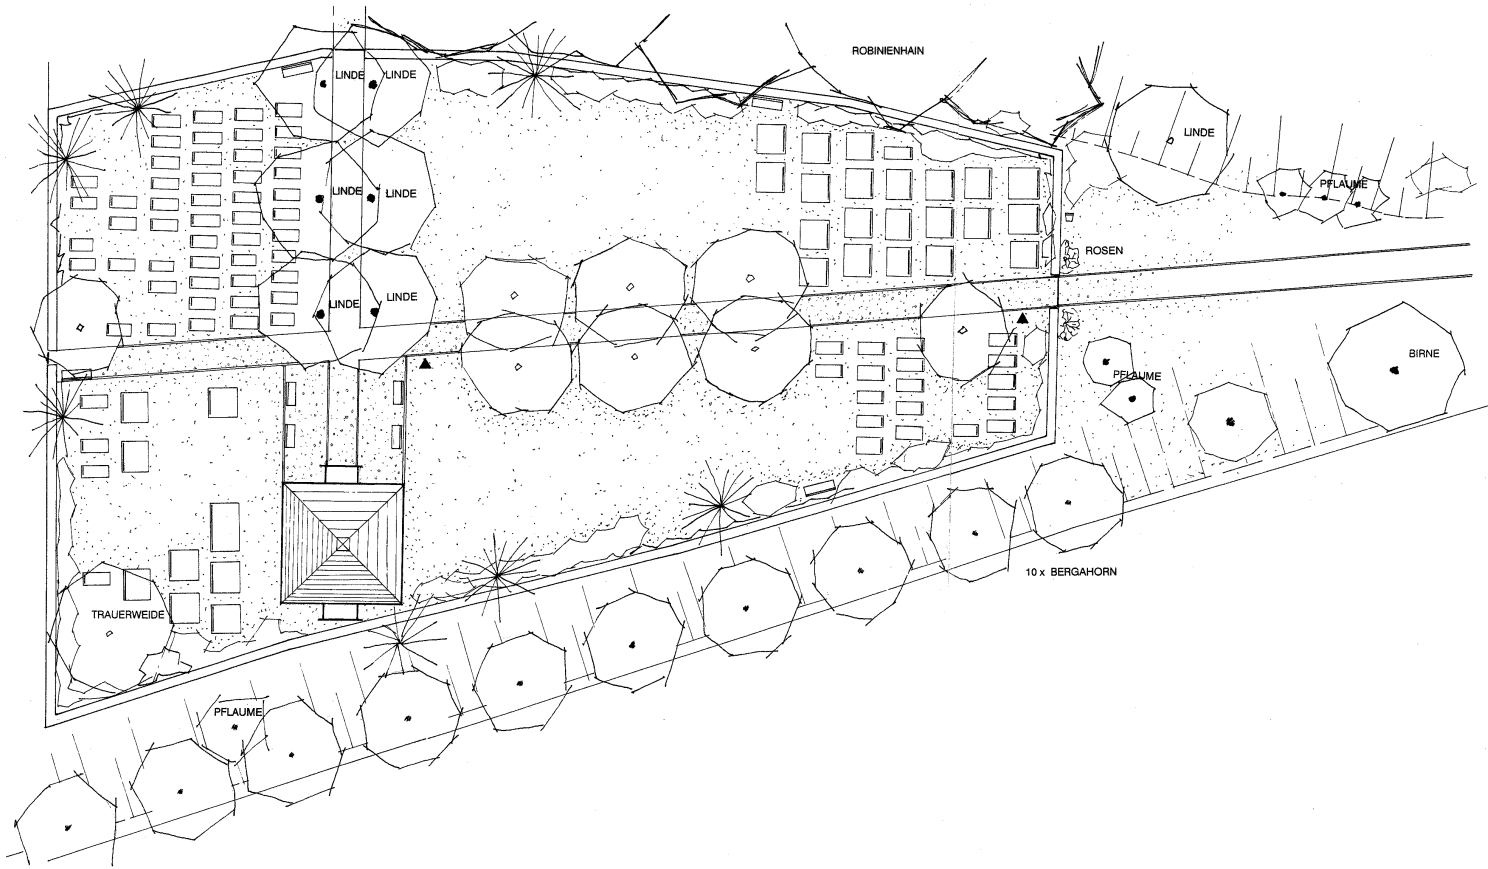 ROBINIENHAIN
LINDE
LINDE
LINDE
PFLAUME
LINDE
LINDE
ROSEN
LINDE
LINDE
BIRNE
PFLAUME
10 x BERGAHORN
TRAUERWEIDE
PFLAUME